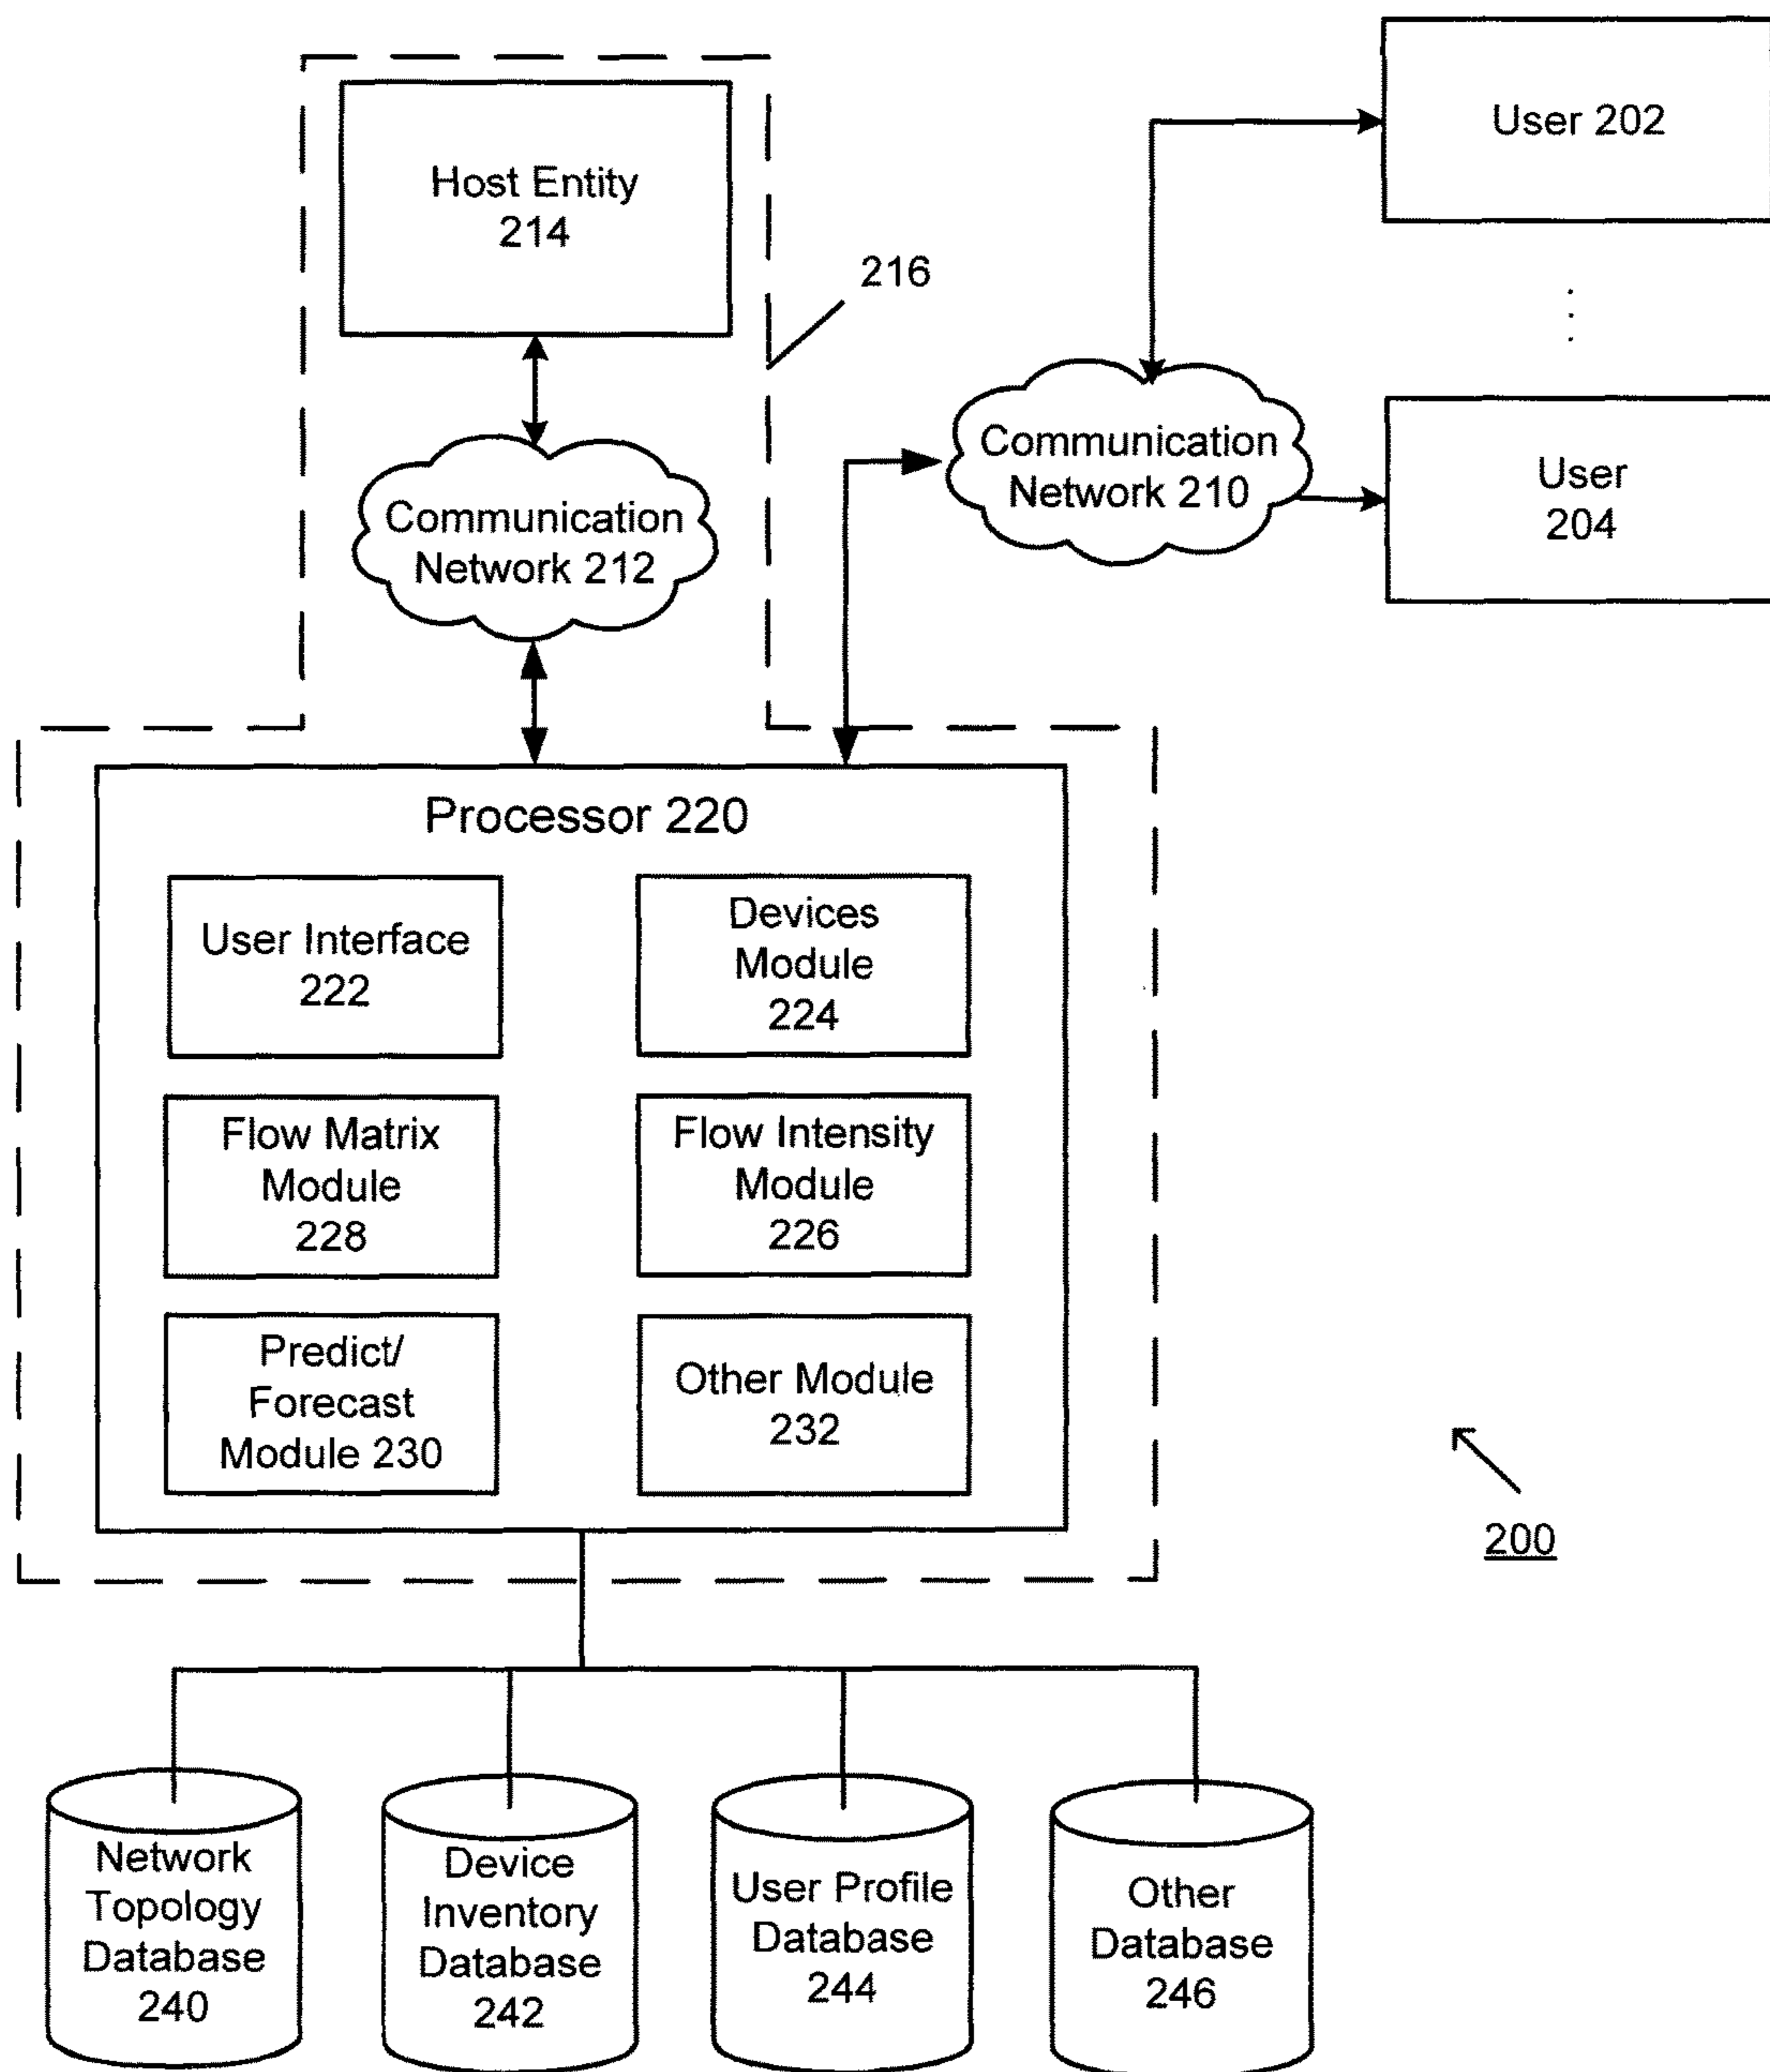 User 202
Host Entity
214
216
Communication
Network 210
User
204
Communication
Network 212
Processor 220
User Interface
222
Devices
Module
224
Flow Matrix
Module
228
Flow Intensity
Module
226
Predict/
Forecast
Module 230
Other Module
232
200
Network
Topology
Database
240
Device
Inventory
Database
242
User Profile
Database
244
Other
Database
246